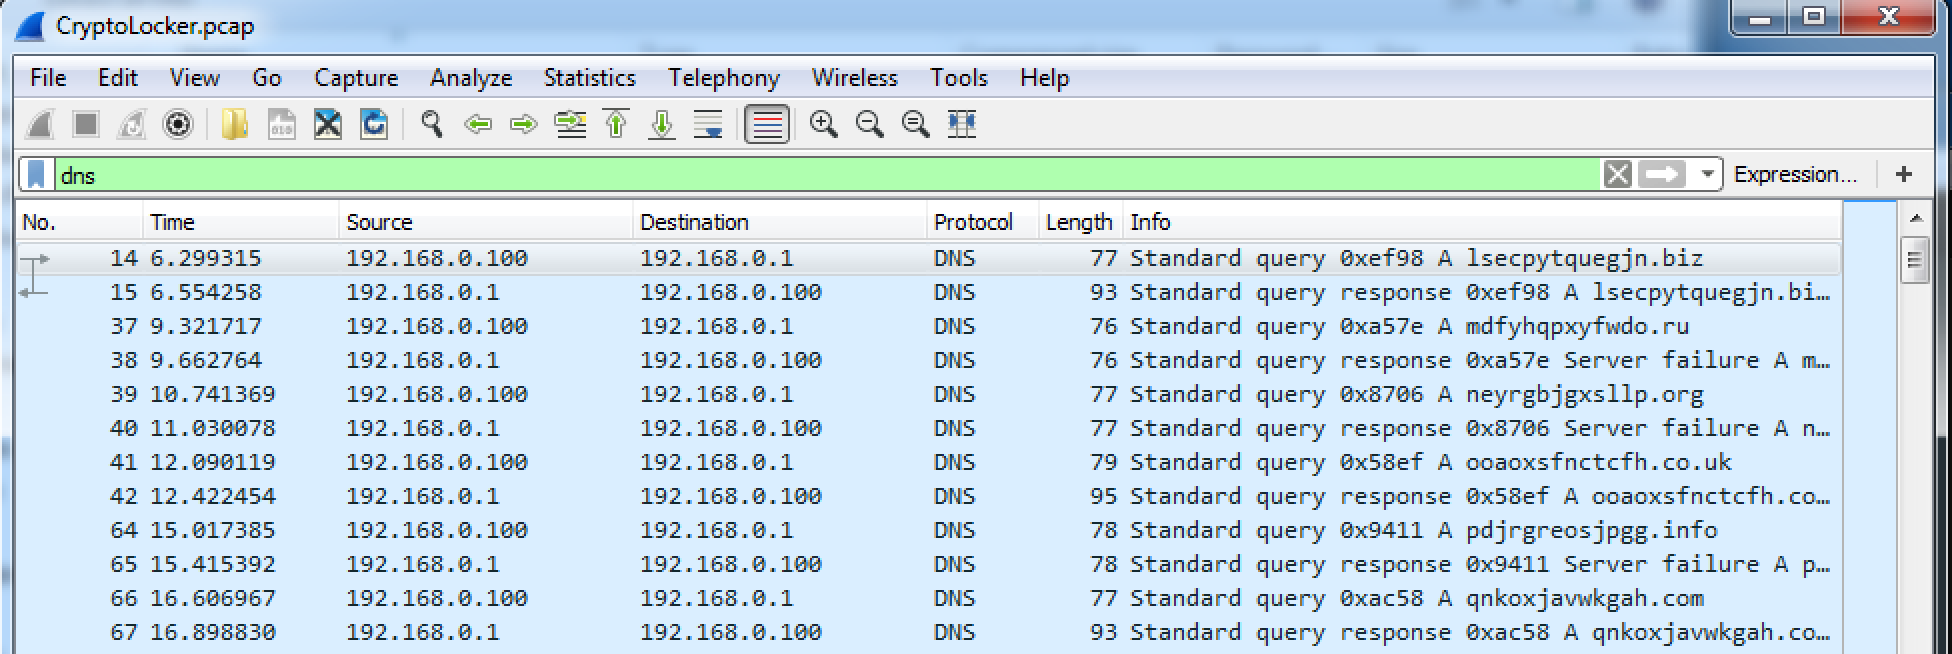 CryptoLocker.pcap
File Edit View Go Capture Analyze Statistics Telephony Wireless Tools Help
dns Expression... +
No. Time Source Destination Protocol Length Info
14 6.299315 192.168.0.100 192.168.0.1 DNS 77 Standard query 0xef98 A lsecpytquegjn.biz
15 6.554258 192.168.0.1 192.168.0.100 DNS 93 Standard query response 0xef98 A lsecpytquegjn.bi…
37 9.321717 192.168.0.100 192.168.0.1 DNS 76 Standard query 0xa57e A mdfyhqpxyfwdo.ru
38 9.662764 192.168.0.1 192.168.0.100 DNS 76 Standard query response 0xa57e Server failure A m…
39 10.741369 192.168.0.100 192.168.0.1 DNS 77 Standard query 0x8706 A neyrgbjgxsllp.org
40 11.030078 192.168.0.1 192.168.0.100 DNS 77 Standard query response 0x8706 Server failure A n…
41 12.090119 192.168.0.100 192.168.0.1 DNS 79 Standard query 0x58ef A ooaoxsfnctcfh.co.uk
42 12.422454 192.168.0.1 192.168.0.100 DNS 95 Standard query response 0x58ef A ooaoxsfnctcfh.co…
64 15.017385 192.168.0.100 192.168.0.1 DNS 78 Standard query 0x9411 A pdjrgreosjpgg.info
65 15.415392 192.168.0.1 192.168.0.100 DNS 78 Standard query response 0x9411 Server failure A p…
66 16.606967 192.168.0.100 192.168.0.1 DNS 77 Standard query 0xac58 A qnkoxjavwkgah.com
67 16.898830 192.168.0.1 192.168.0.100 DNS 93 Standard query response 0xac58 A qnkoxjavwkgah.co…